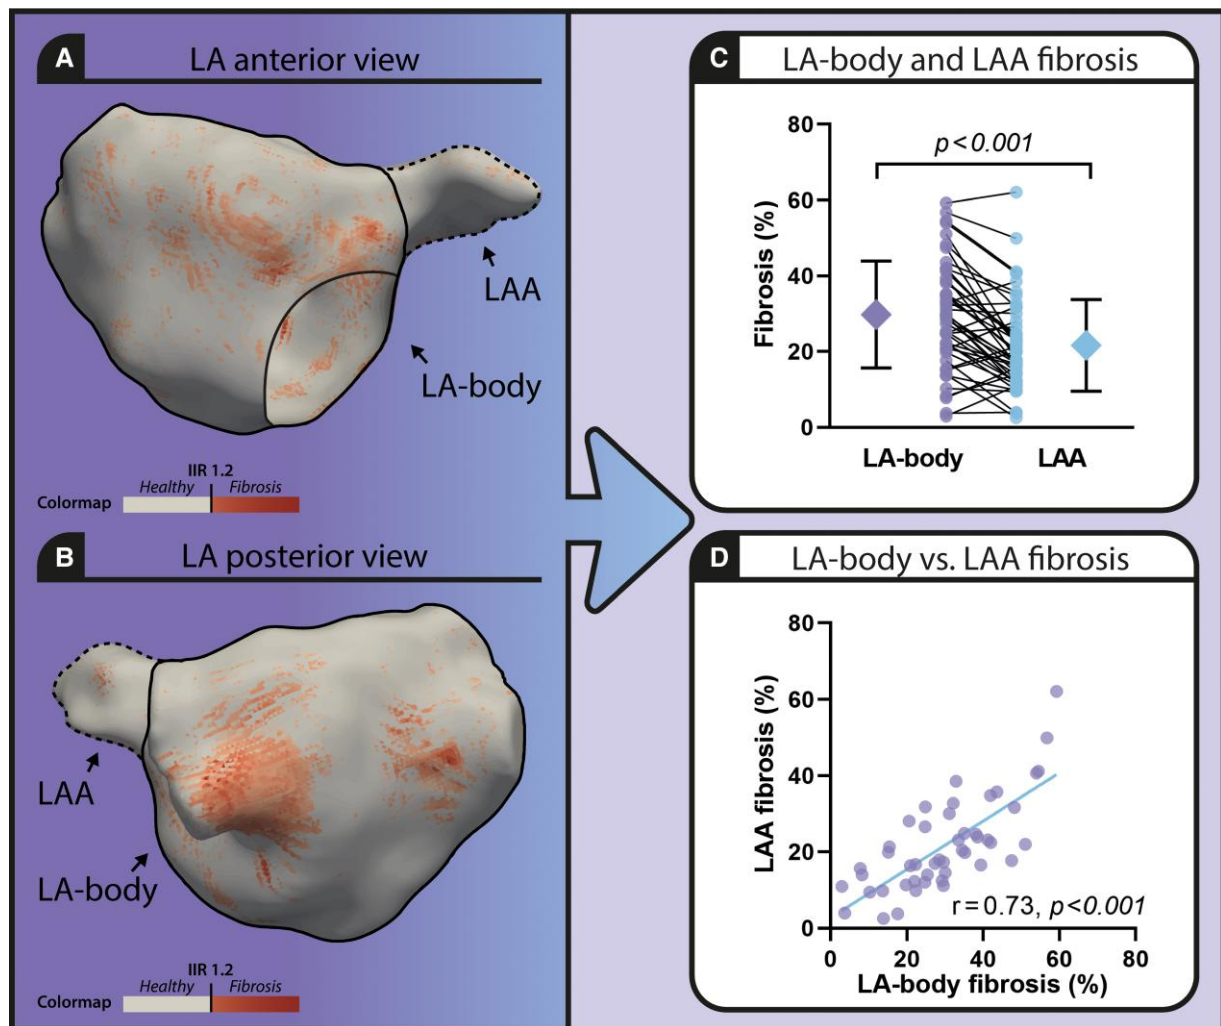 A LA anterior view
LAA
LA-body
IIR 1.2
Healthy Fibrosis
Colormap
B LA posterior view
LAA
LA-body
IIR 1.2
Healthy Fibrosis
Colormap
C LA-body and LAA fibrosis
80
p<0.001
60
Fibrosis (%)
40
20
0
LA-body LAA
D LA-body vs. LAA fibrosis
80
60
LAA fibrosis (%)
40
20
r=0.73, p<0.001
0
0 20 40 60 80
LA-body fibrosis (%)